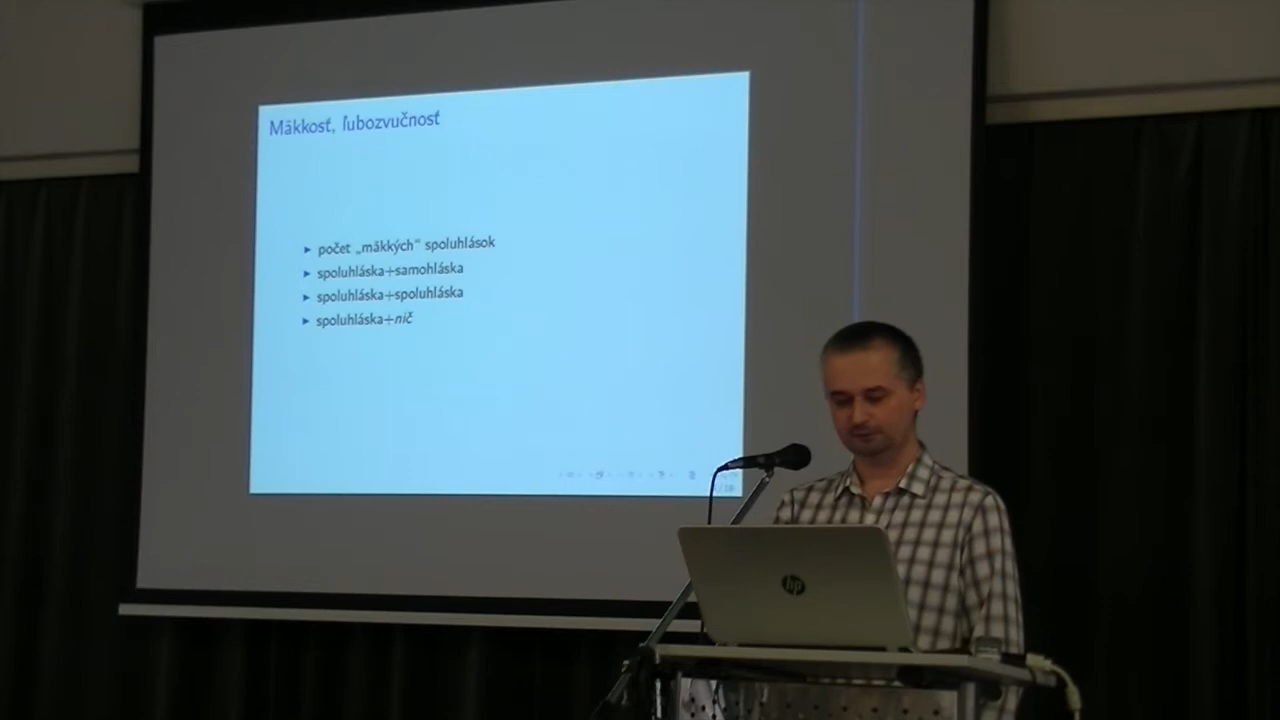 Mäkkosť, ľubozvučnosť
► počet „mäkkých“ spoluhlások
► spoluhláska+samohláska
► spoluhláska+spoluhláska
► spoluhláska+nič
hp